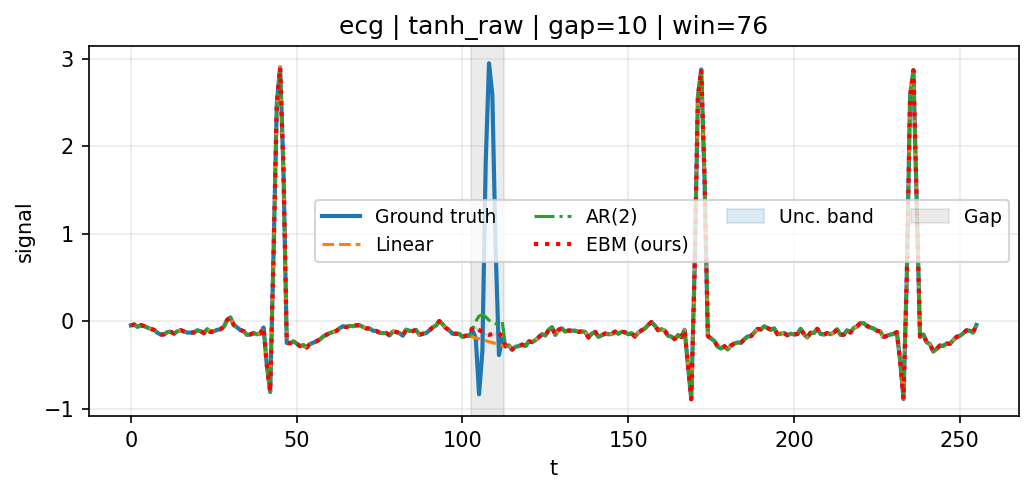 ecg | tanh_raw | gap=10 | win=76
3
2
1
0
−1
signal
Ground truth
Linear
AR(2)
EBM (ours)
Unc. band
Gap
0
50
100
150
200
250
t